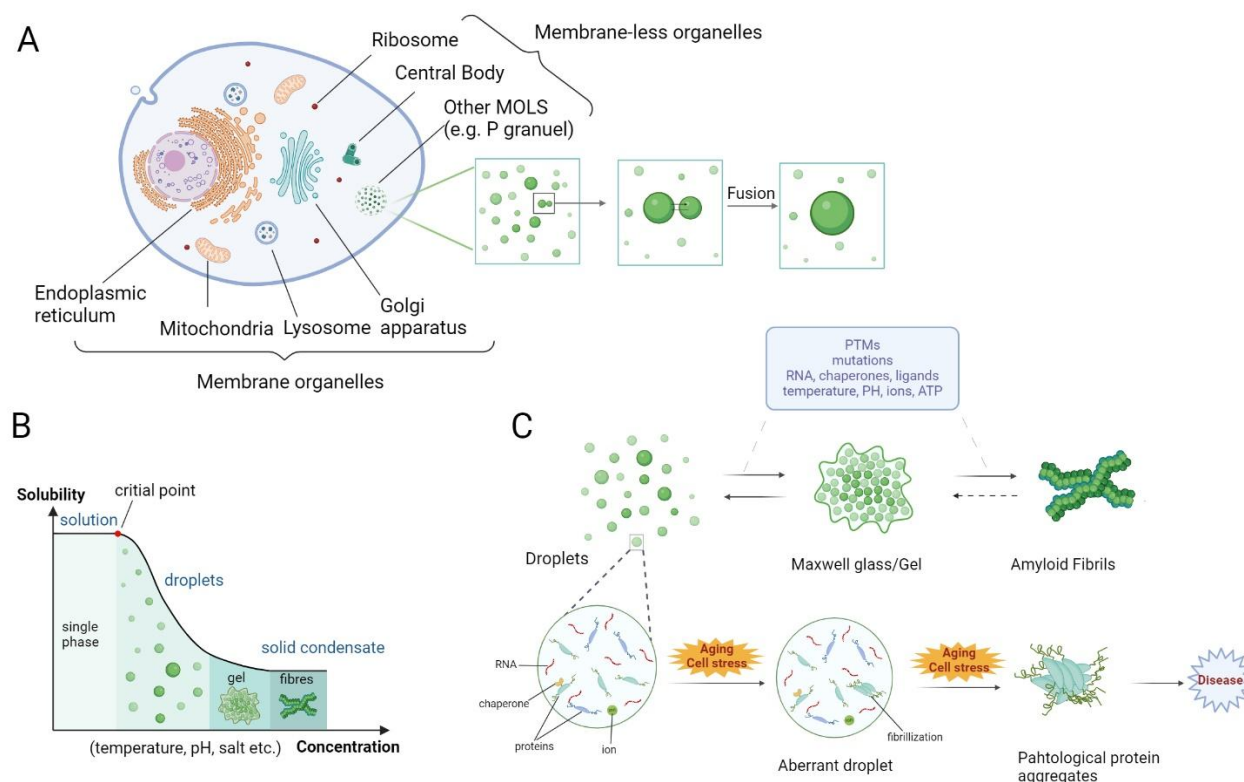 A
Ribosome
Membrane-less organelles
Central Body
Other MOLS
(e.g. P granuel)
Fusion
Endoplasmic
reticulum
Mitochondria
Lysosome
Golgi
apparatus
Membrane organelles
B
Solubility
critial point
solution
droplets
single
phase
solid condensate
gel
fibres
(temperature, pH, salt etc.)
Concentration
C
PTMs
mutations
RNA, chaperones, ligands
temperature, PH, ions, ATP
Droplets
Maxwell glass/Gel
Amyloid Fibrils
RNA
chaperone
proteins
ion
Aging
Cell stress
fibrillization
Aberrant droplet
Aging
Cell stress
Pahtological protein
aggregates
Disease